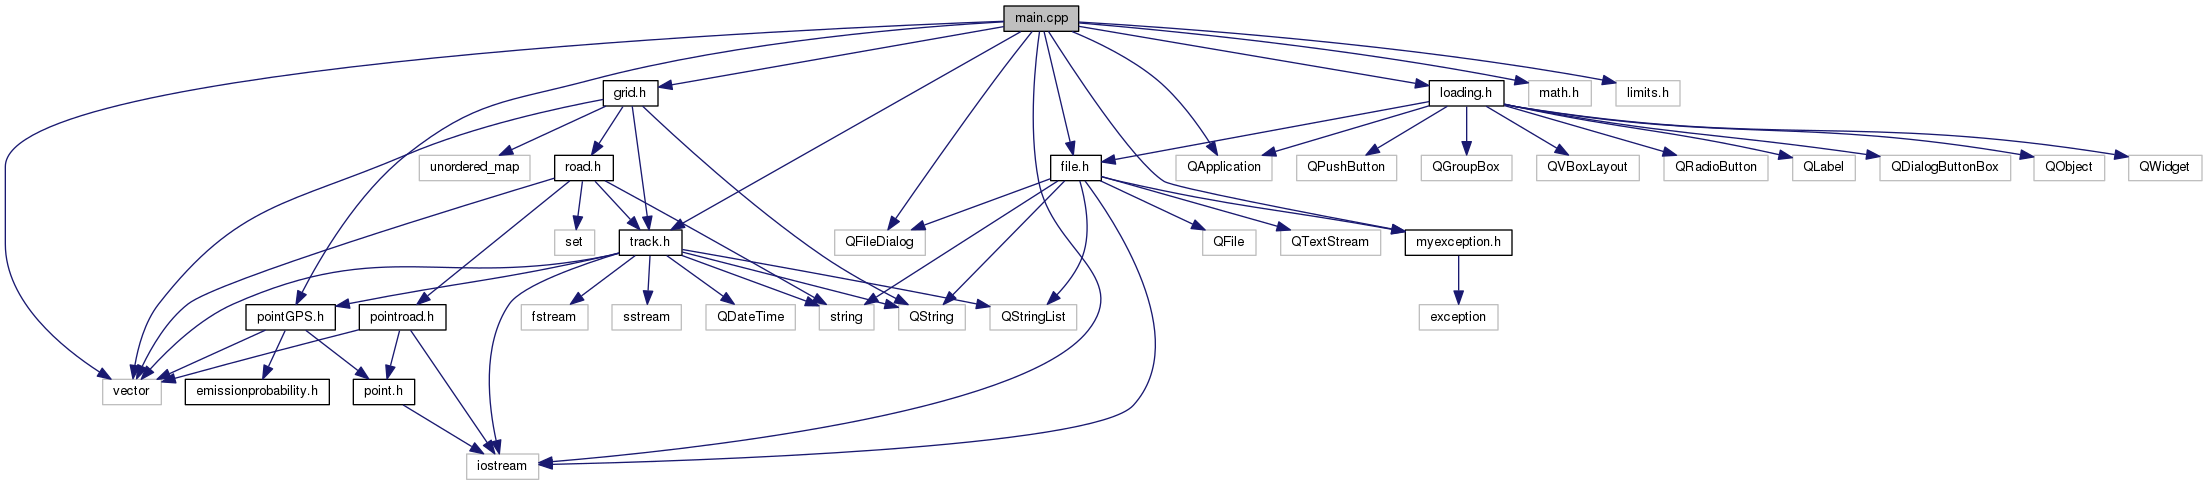 main.cpp
grid.h
loading.h
math.h
limits.h
unordered_map
road.h
file.h
QApplication
QPushButton
QGroupBox
QVBoxLayout
QRadioButton
QLabel
QDialogButtonBox
QObject
QWidget
set
track.h
QFileDialog
QFile
QTextStream
myexception.h
pointGPS.h
pointroad.h
fstream
sstream
QDateTime
string
QString
QStringList
exception
vector
emissionprobability.h
point.h
iostream